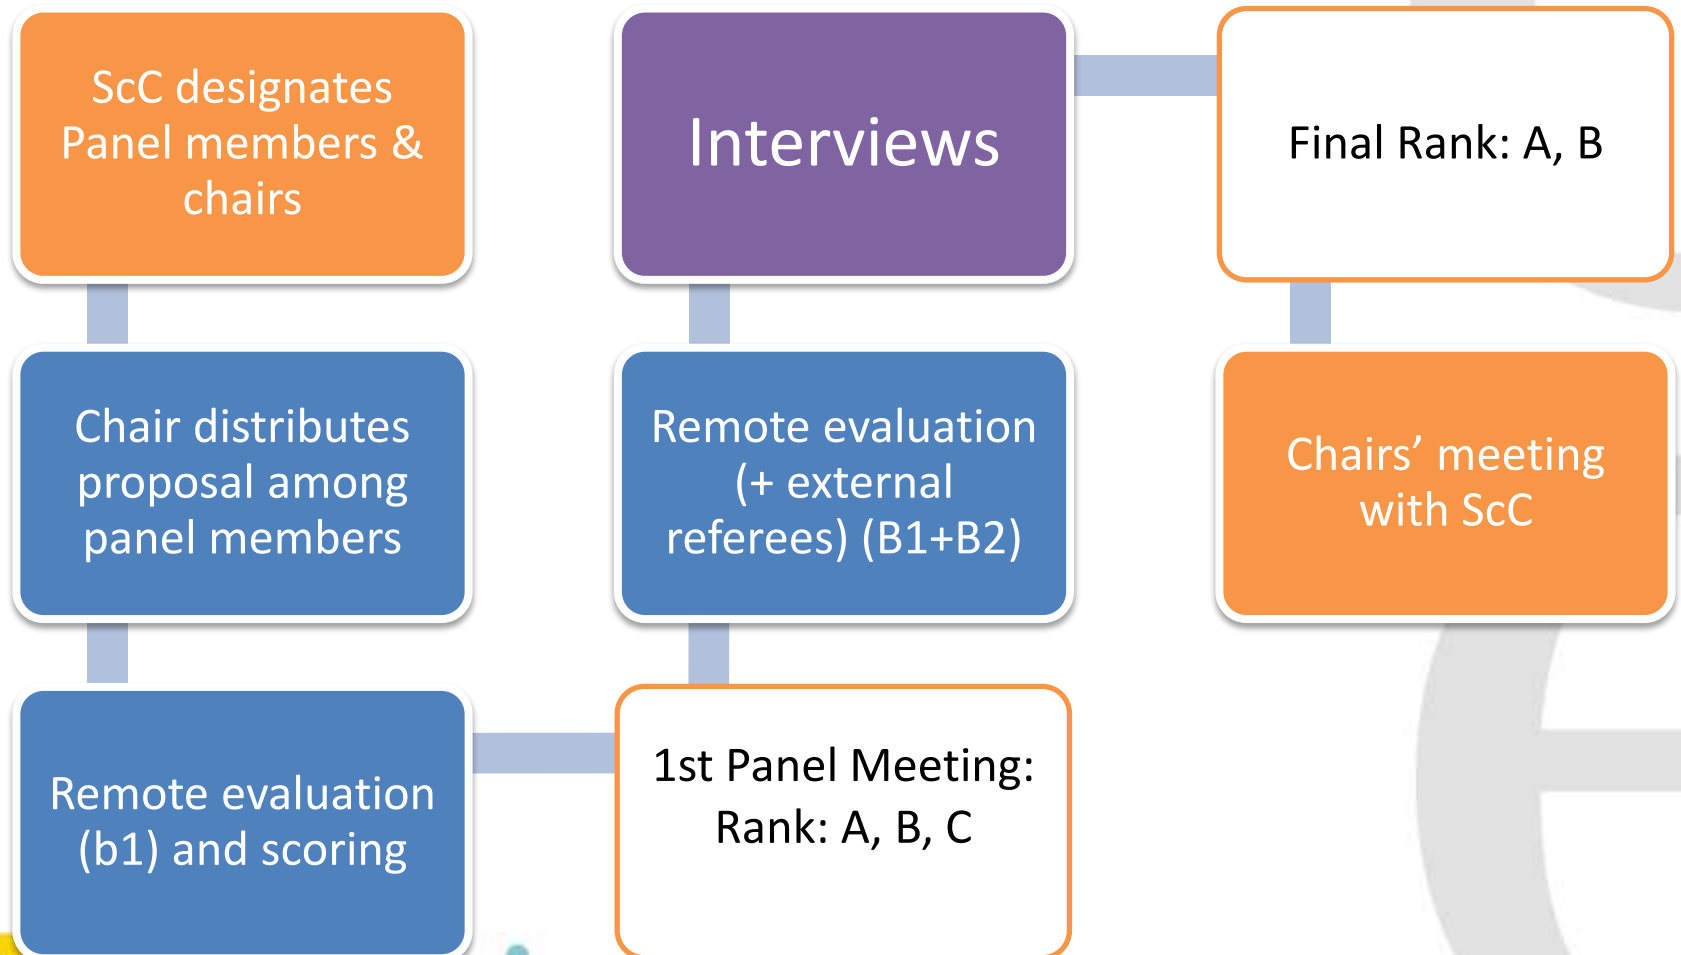 ScC designates
Panel members &
chairs
Chair distributes
proposal among
panel members
Remote evaluation
(b1) and scoring
1st Panel Meeting:
Rank: A, B, C
Remote evaluation
(+ external
referees) (B1+B2)
Interviews
Final Rank: A, B
Chairs’ meeting
with ScC